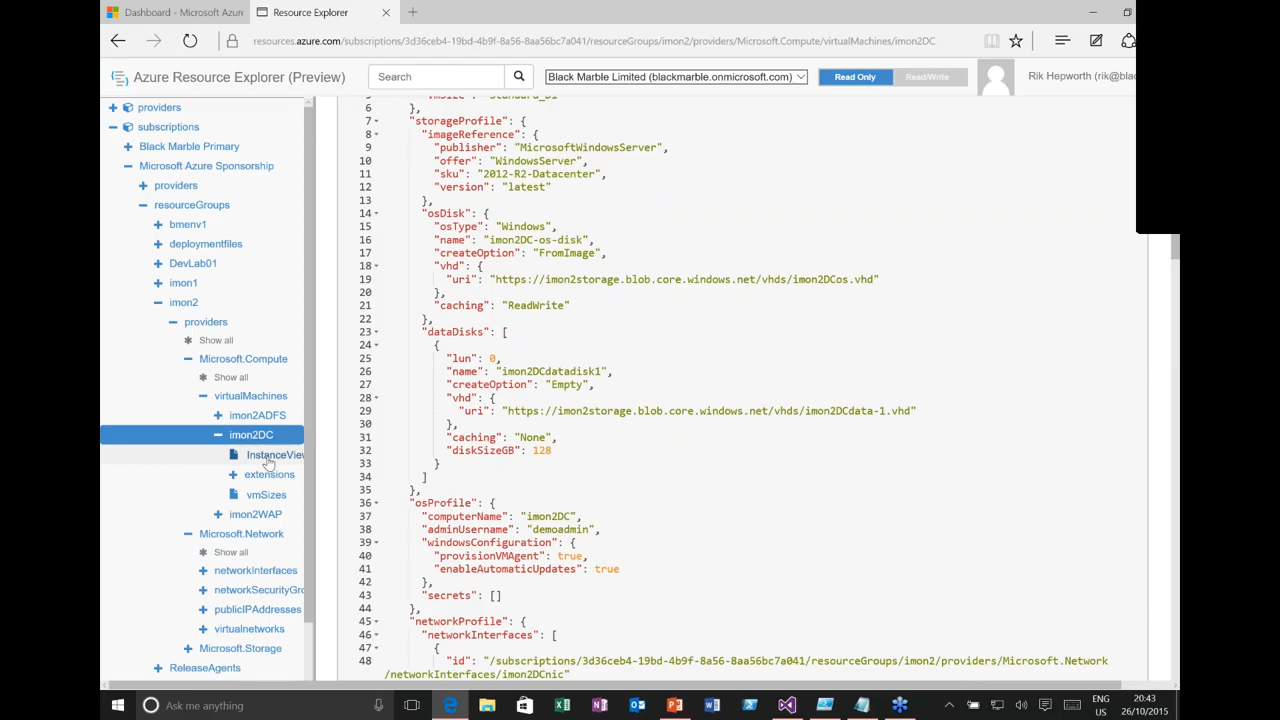 Dashboard - Microsoft Azure
Resource Explorer
resources.azure.com/subscriptions/3d36ceb4-19bd-4b9f-8a56-8aa56bc7a041/resourceGroups/imon2/providers/Microsoft.Compute/virtualMachines/imon2DC
Azure Resource Explorer (Preview)
Search
Black Marble Limited (blackmarble.onmicrosoft.com)
Read Only
Read/Write
Rik Hepworth (rik@bla
providers
subscriptions
Black Marble Primary
Microsoft Azure Sponsorship
providers
resourceGroups
bmenv1
deploymentfiles
DevLab01
imon1
imon2
providers
Show all
Microsoft.Compute
Show all
virtualMachines
imon2ADFS
imon2DC
InstanceView
extensions
vmSizes
imon2WAP
Microsoft.Network
Show all
networkInterfaces
networkSecurityGro
publicIPAddresses
virtualnetworks
Microsoft.Storage
ReleaseAgents
6 },
7 "storageProfile": {
8 "imageReference": {
9 "publisher": "MicrosoftWindowsServer",
10 "offer": "WindowsServer",
11 "sku": "2012-R2-Datacenter",
12 "version": "latest"
13 },
14 "osDisk": {
15 "osType": "Windows",
16 "name": "imon2DC-os-disk",
17 "createOption": "FromImage",
18 "vhd": {
19 "uri": "https://imon2storage.blob.core.windows.net/vhds/imon2DCos.vhd"
20 },
21 "caching": "ReadWrite"
22 },
23 "dataDisks": [
24 {
25 "lun": 0,
26 "name": "imon2DCdatadisk1",
27 "createOption": "Empty",
28 "vhd": {
29 "uri": "https://imon2storage.blob.core.windows.net/vhds/imon2DCdata-1.vhd"
30 },
31 "caching": "None",
32 "diskSizeGB": 128
33 }
34 ]
35 },
36 "osProfile": {
37 "computerName": "imon2DC",
38 "adminUsername": "demoadmin",
39 "windowsConfiguration": {
40 "provisionVMAgent": true,
41 "enableAutomaticUpdates": true
42 },
43 "secrets": []
44 },
45 "networkProfile": {
46 "networkInterfaces": [
47 {
48 "id": "/subscriptions/3d36ceb4-19bd-4b9f-8a56-8aa56bc7a041/resourceGroups/imon2/providers/Microsoft.Network
/networkInterfaces/imon2DCnic"
Ask me anything
ENG
US
20:43
26/10/2015